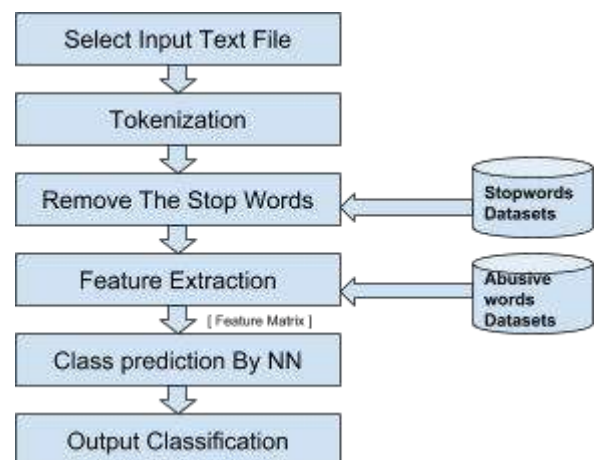 Select Input Text File
Tokenization
Remove The Stop Words
Stopwords
Datasets
Feature Extraction
Abusive
words
Datasets
[ Feature Matrix ]
Class prediction By NN
Output Classification